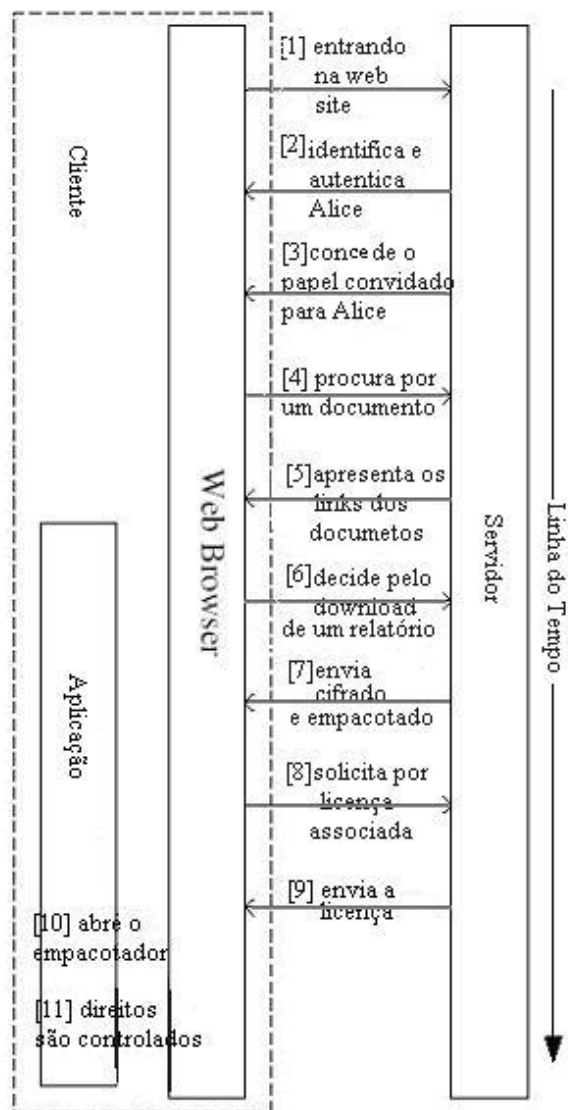 [1] entrando
na web
site
[2] identifica e
autentica
Alice
Cliente
[3] concede o
papel convidado
para Alice
[4] procura por
um documento
Web Browser
[5] apresenta os
links dos
documetos
Servidor
Linha do Tempo
[6] decide pelo
download
de um relatório
Aplicação
[7] envia
cifrado
e empacotado
[8] solicita por
licença
associada
[9] envia a
licença
[10] abre o
empacotador
[11] direitos
são controlados